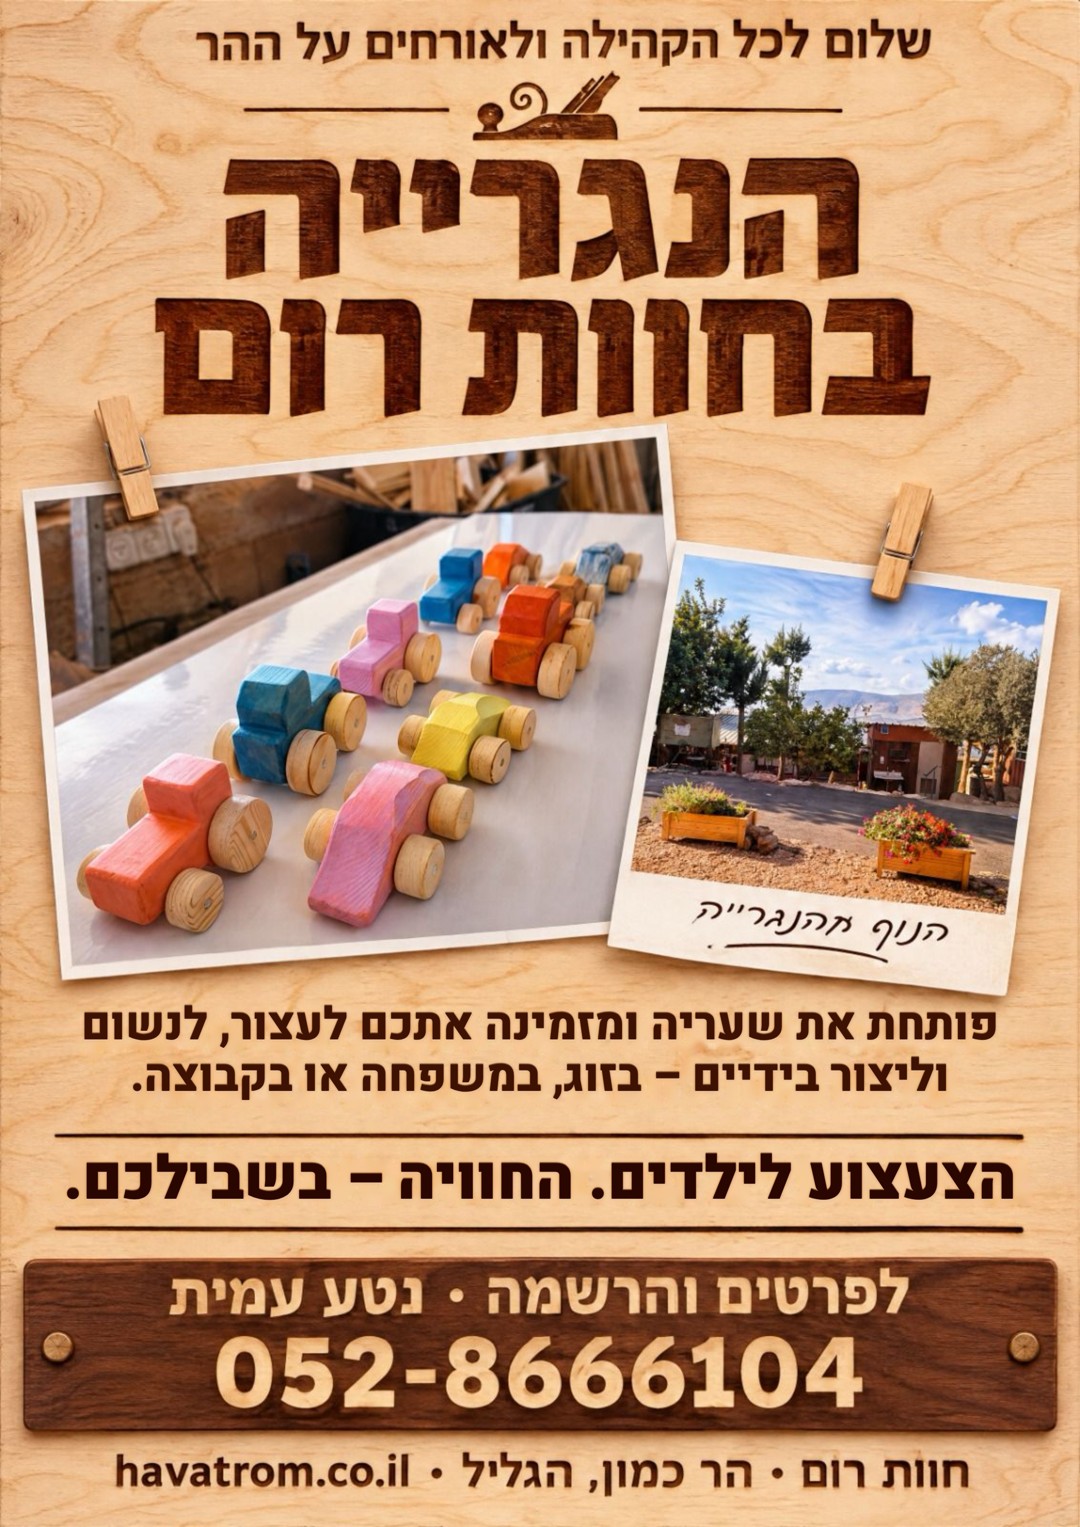 שלום לכל הקהילה ולאורחים על ההר
הנגרייה
בחוות רום
הנוף מהנגרייה
פותחת את שעריה ומזמינה אתכם לעצור, לנשום
וליצור בידיים – בזוג, במשפחה או בקבוצה.
הצעצוע לילדים. החוויה – בשבילכם.
לפרטים והרשמה • נטע עמית
052-8666104
חוות רום • הר כמון, הגליל • havatrom.co.il